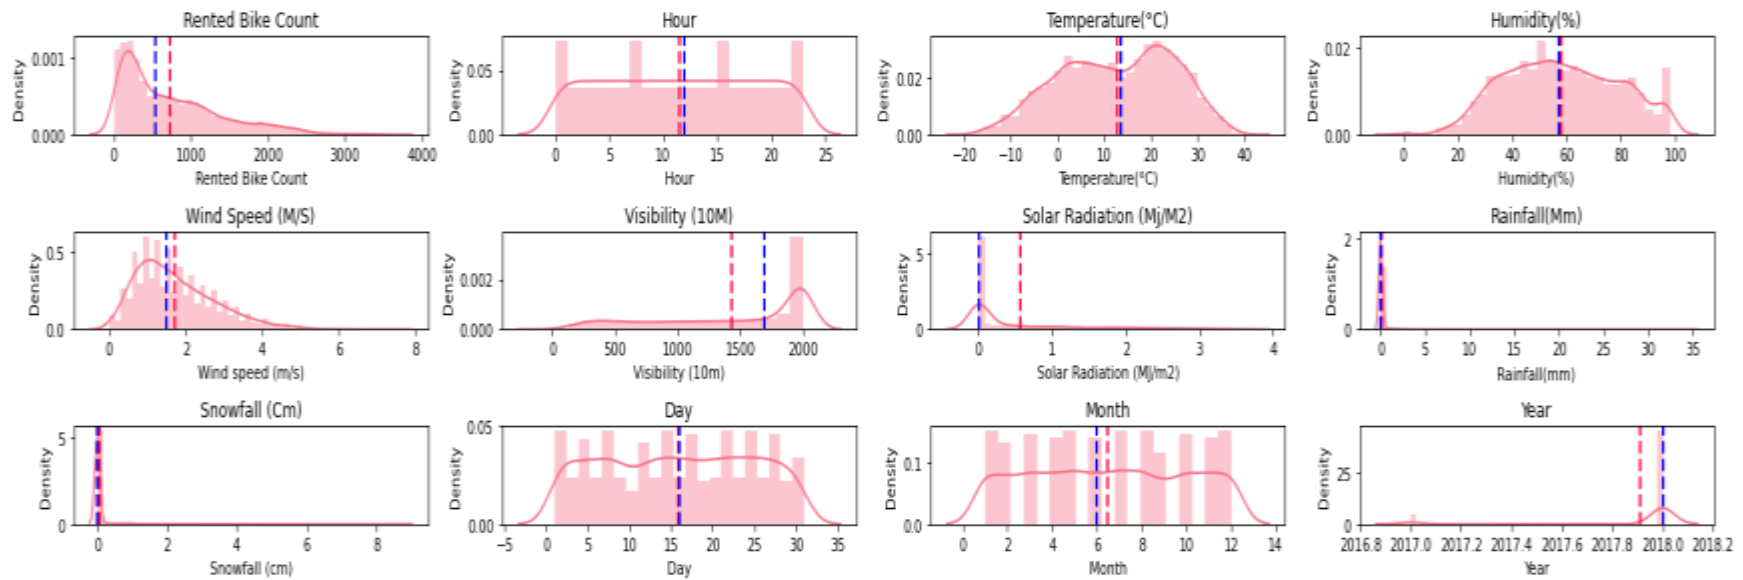 Rented Bike Count
Hour
Temperature(°C)
Humidity(%)
Density
0.001
0.000
0 1000 2000 3000 4000
Rented Bike Count
Density
0.05
0.00
0 5 10 15 20 25
Hour
Density
0.02
0.00
−20 −10 0 10 20 30 40
Temperature(°C)
Density
0.02
0.00
0 20 40 60 80 100
Humidity(%)
Wind Speed (M/S)
Visibility (10M)
Solar Radiation (Mj/M2)
Rainfall(Mm)
Density
0.5
0.0
0 2 4 6 8
Wind speed (m/s)
Density
0.002
0.000
0 500 1000 1500 2000
Visibility (10m)
Density
5
0
0 1 2 3 4
Solar Radiation (MJ/m2)
Density
2
0
0 5 10 15 20 25 30 35
Rainfall(mm)
Snowfall (Cm)
Day
Month
Year
Density
5
0
0 2 4 6 8
Snowfall (cm)
Density
0.05
0.00
−5 0 5 10 15 20 25 30 35
Day
Density
0.1
0.0
0 2 4 6 8 10 12 14
Month
Density
25
0
2016.8 2017.0 2017.2 2017.4 2017.6 2017.8 2018.0 2018.2
Year